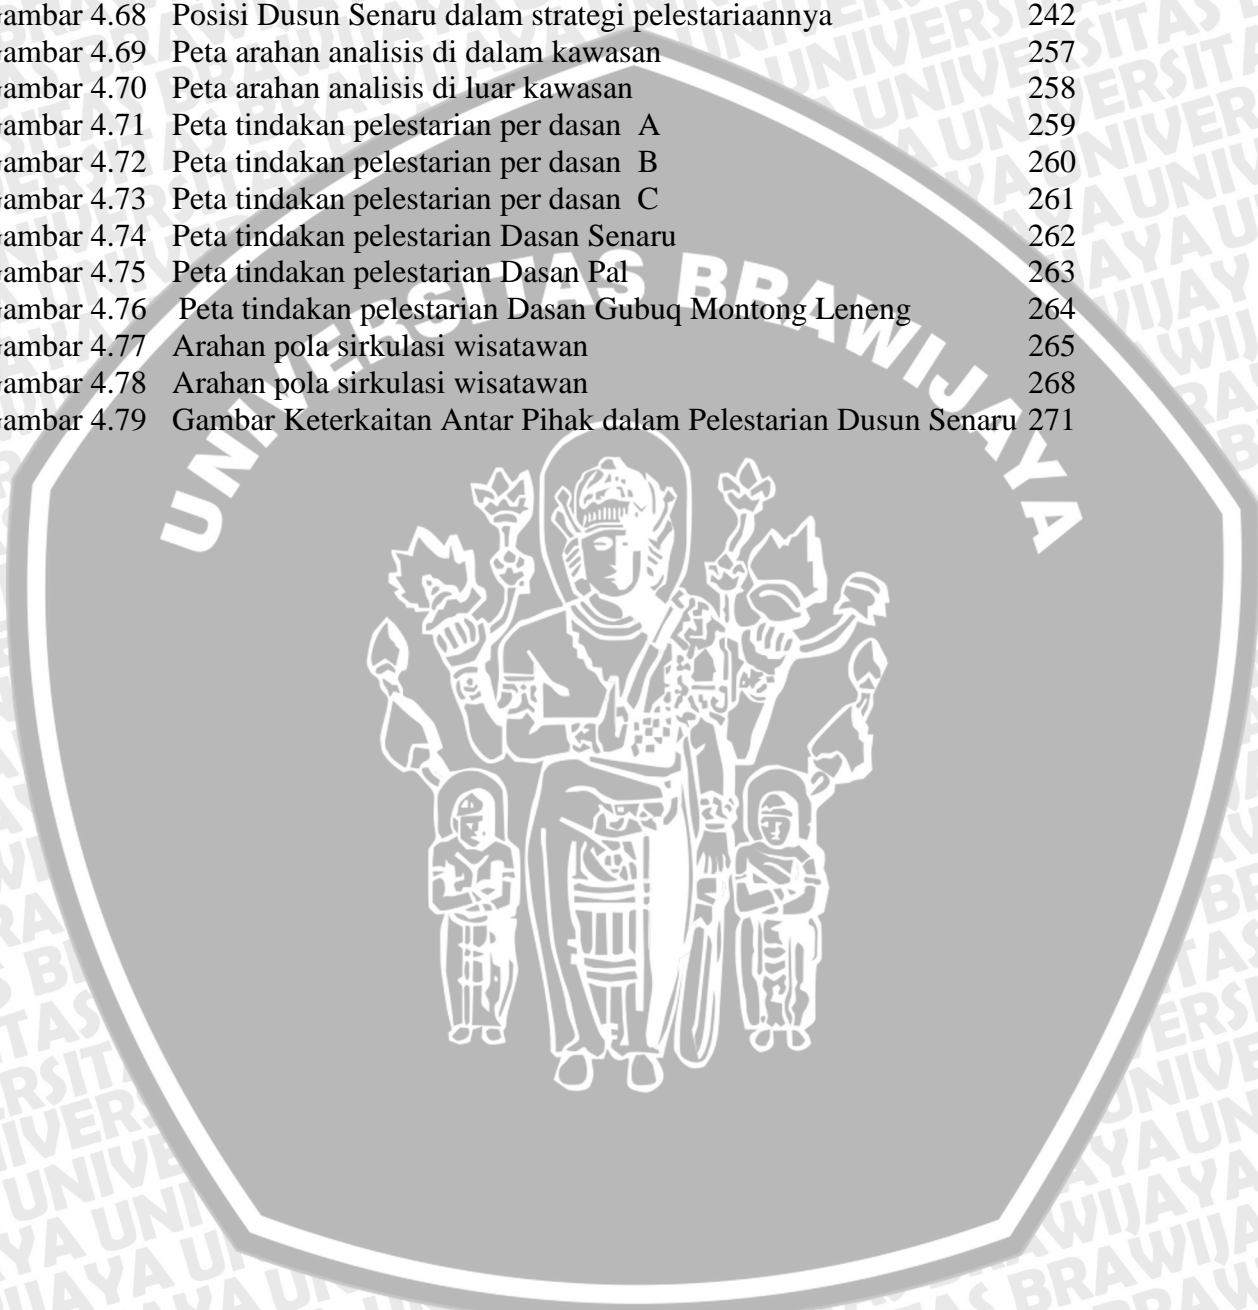 ambar 4.68 Posisi Dusun Senaru dalam strategi pelestariaannya 242
ambar 4.69 Peta arahan analisis di dalam kawasan 257
ambar 4.70 Peta arahan analisis di luar kawasan 258
ambar 4.71 Peta tindakan pelestarian per dasan A 259
ambar 4.72 Peta tindakan pelestarian per dasan B 260
ambar 4.73 Peta tindakan pelestarian per dasan C 261
ambar 4.74 Peta tindakan pelestarian Dasan Senaru 262
ambar 4.75 Peta tindakan pelestarian Dasan Pal 263
ambar 4.76 Peta tindakan pelestarian Dasan Gubuq Montong Leneng 264
ambar 4.77 Arahan pola sirkulasi wisatawan 265
ambar 4.78 Arahan pola sirkulasi wisatawan 268
ambar 4.79 Gambar Keterkaitan Antar Pihak dalam Pelestarian Dusun Senaru 271
UNIVERSITAS BRAWIJAYA